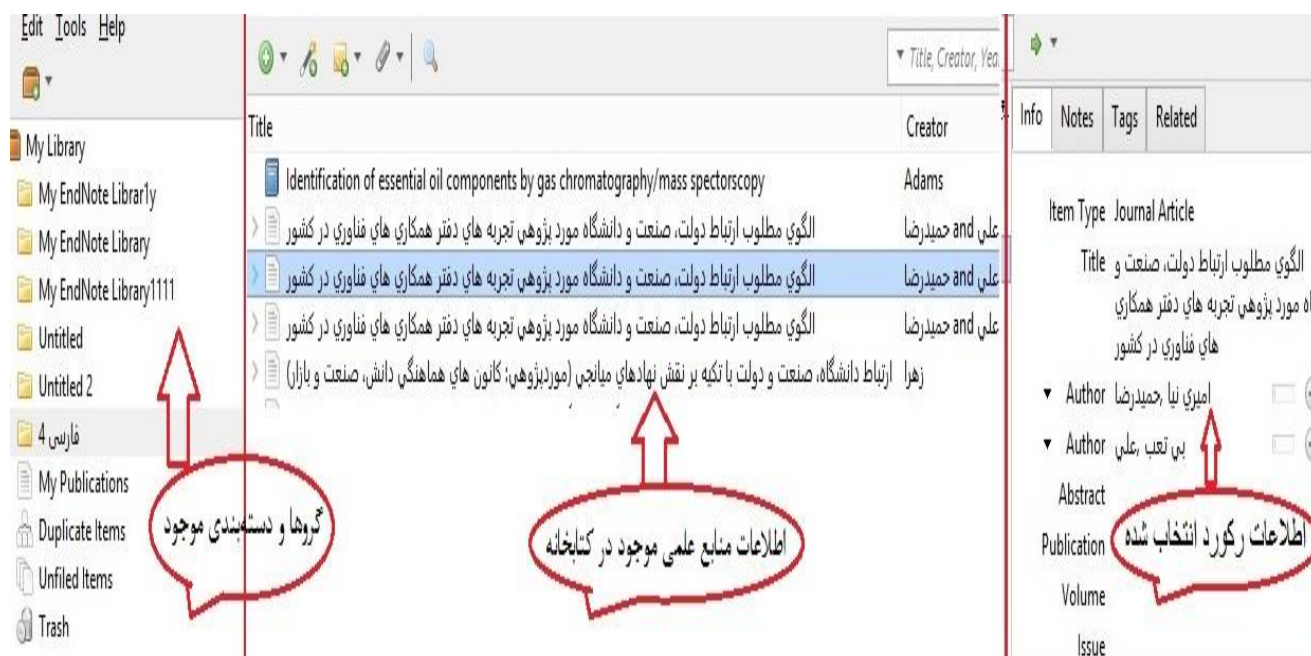 Edit Tools Help
My Library
My EndNote Librar1y
My EndNote Library
My EndNote Library1111
Untitled
Untitled 2
فارسی 4
My Publications
Duplicate Items
Unfiled Items
Trash
گروها و دسته‌بندی موجود
Title, Creator, Yea
Title Creator
Identification of essential oil components by gas chromatography/mass spectorscopy Adams
الگوي مطلوب ارتباط دولت، صنعت و دانشگاه مورد پژوهي تجربه هاي دفتر همكاري هاي فناوري در كشور علي and حميدرضا
الگوي مطلوب ارتباط دولت، صنعت و دانشگاه مورد پژوهي تجربه هاي دفتر همكاري هاي فناوري در كشور علي and حميدرضا
الگوي مطلوب ارتباط دولت، صنعت و دانشگاه مورد پژوهي تجربه هاي دفتر همكاري هاي فناوري در كشور علي and حميدرضا
ارتباط دانشگاه، صنعت و دولت با تكيه بر نقش نهادهاي ميانجي (موردپژوهي؛ كانون هاي هماهنگي دانش، صنعت و بازار) زهرا
اطلاعات منابع علمی موجود در کتابخانه
Info Notes Tags Related
Item Type Journal Article
Title الگوي مطلوب ارتباط دولت، صنعت و
اه مورد پژوهي تجربه هاي دفتر همكاري
هاي فناوري در كشور
Author اميري نيا ,حميدرضا
Author بي تعب ,علي
Abstract
Publication
Volume
Issue
اطلاعات رکورد انتخاب شده